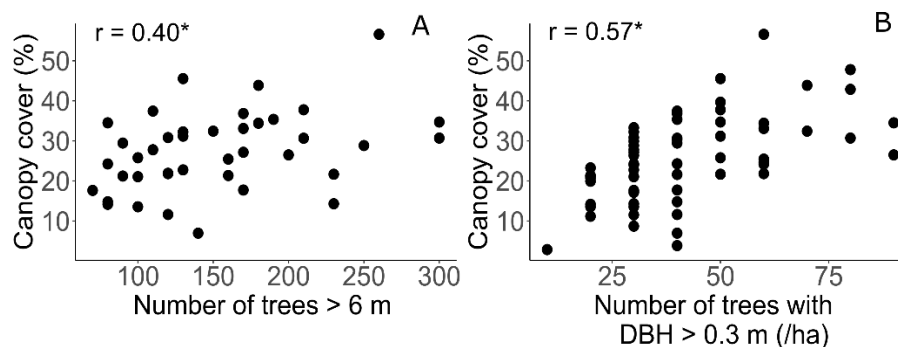 r = 0.40*
A
Canopy cover (%)
50
40
30
20
10
100
150
200
250
300
Number of trees > 6 m
r = 0.57*
B
Canopy cover (%)
50
40
30
20
10
25
50
75
Number of trees with
DBH > 0.3 m (/ha)